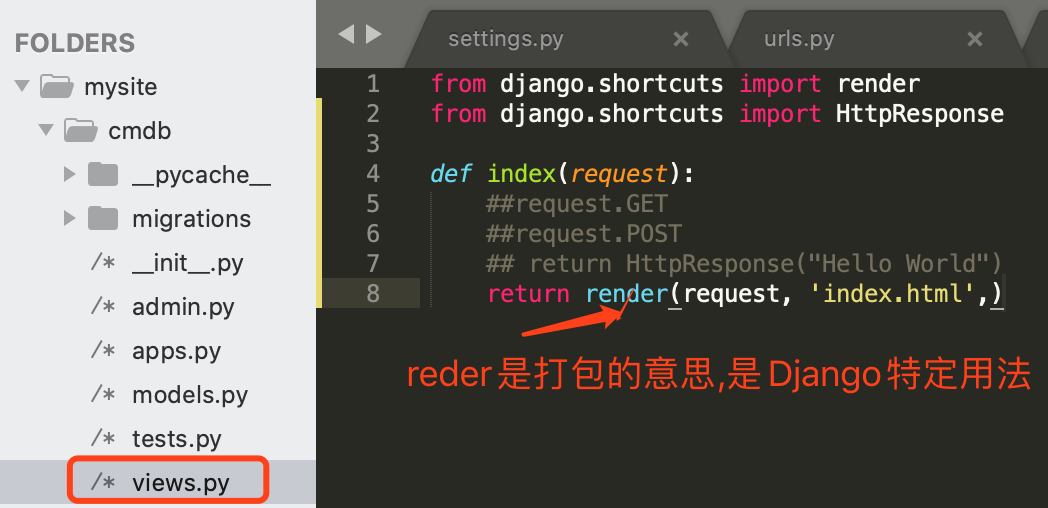 FOLDERS
mysite
cmdb
__pycache__
migrations
/* __init__.py
/* admin.py
/* apps.py
/* models.py
/* tests.py
/* views.py
settings.py × urls.py ×
1 from django.shortcuts import render
2 from django.shortcuts import HttpResponse
3
4 def index(request):
5 ##request.GET
6 ##request.POST
7 ## return HttpResponse("Hello World")
8 return render(request, 'index.html',)
reder是打包的意思,是Django特定用法